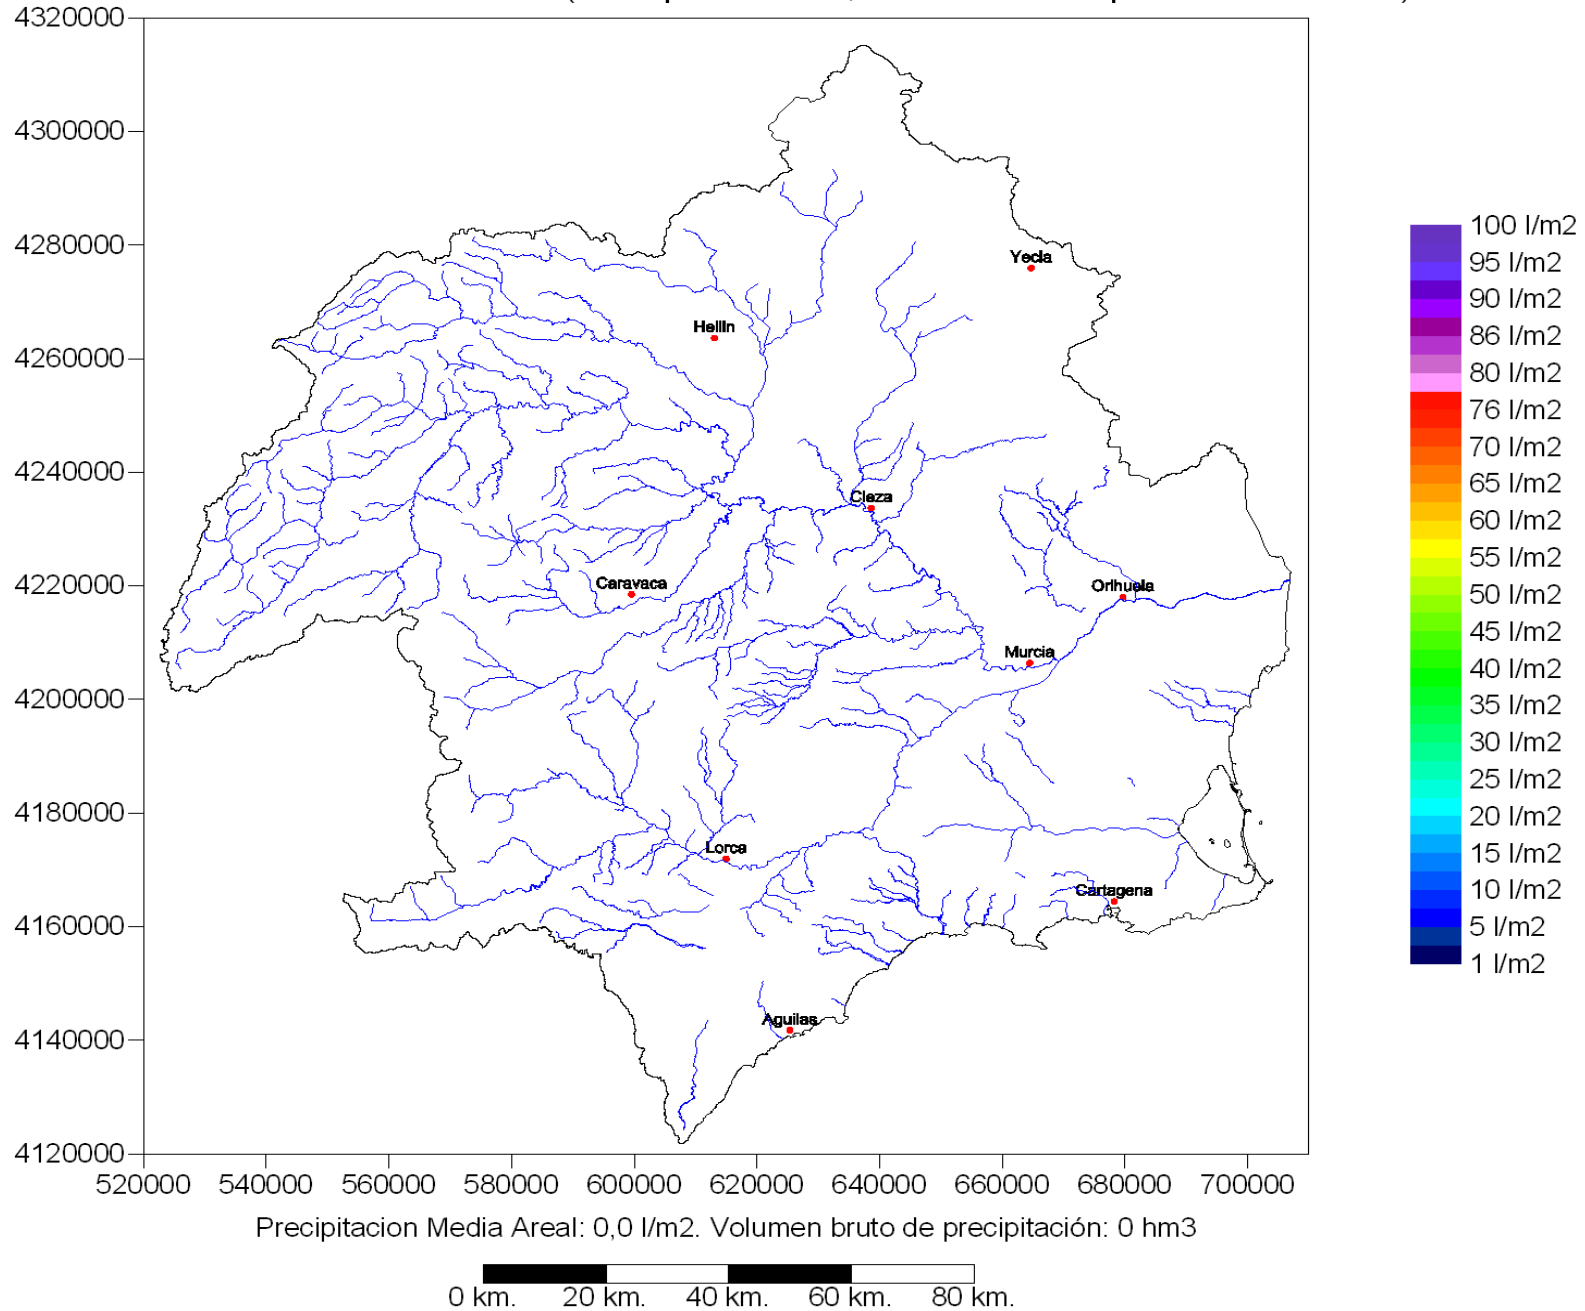 4320000
4300000
4280000
4260000
4240000
4220000
4200000
4180000
4160000
4140000
4120000
520000 540000 560000 580000 600000 620000 640000 660000 680000 700000
Yecla
Hellin
Cieza
Caravaca
Orihuela
Murcia
Lorca
Cartagena
Aguilas
100 l/m2
95 l/m2
90 l/m2
86 l/m2
80 l/m2
76 l/m2
70 l/m2
65 l/m2
60 l/m2
55 l/m2
50 l/m2
45 l/m2
40 l/m2
35 l/m2
30 l/m2
25 l/m2
20 l/m2
15 l/m2
10 l/m2
5 l/m2
1 l/m2
Precipitacion Media Areal: 0,0 l/m2. Volumen bruto de precipitación: 0 hm3
0 km. 20 km. 40 km. 60 km. 80 km.